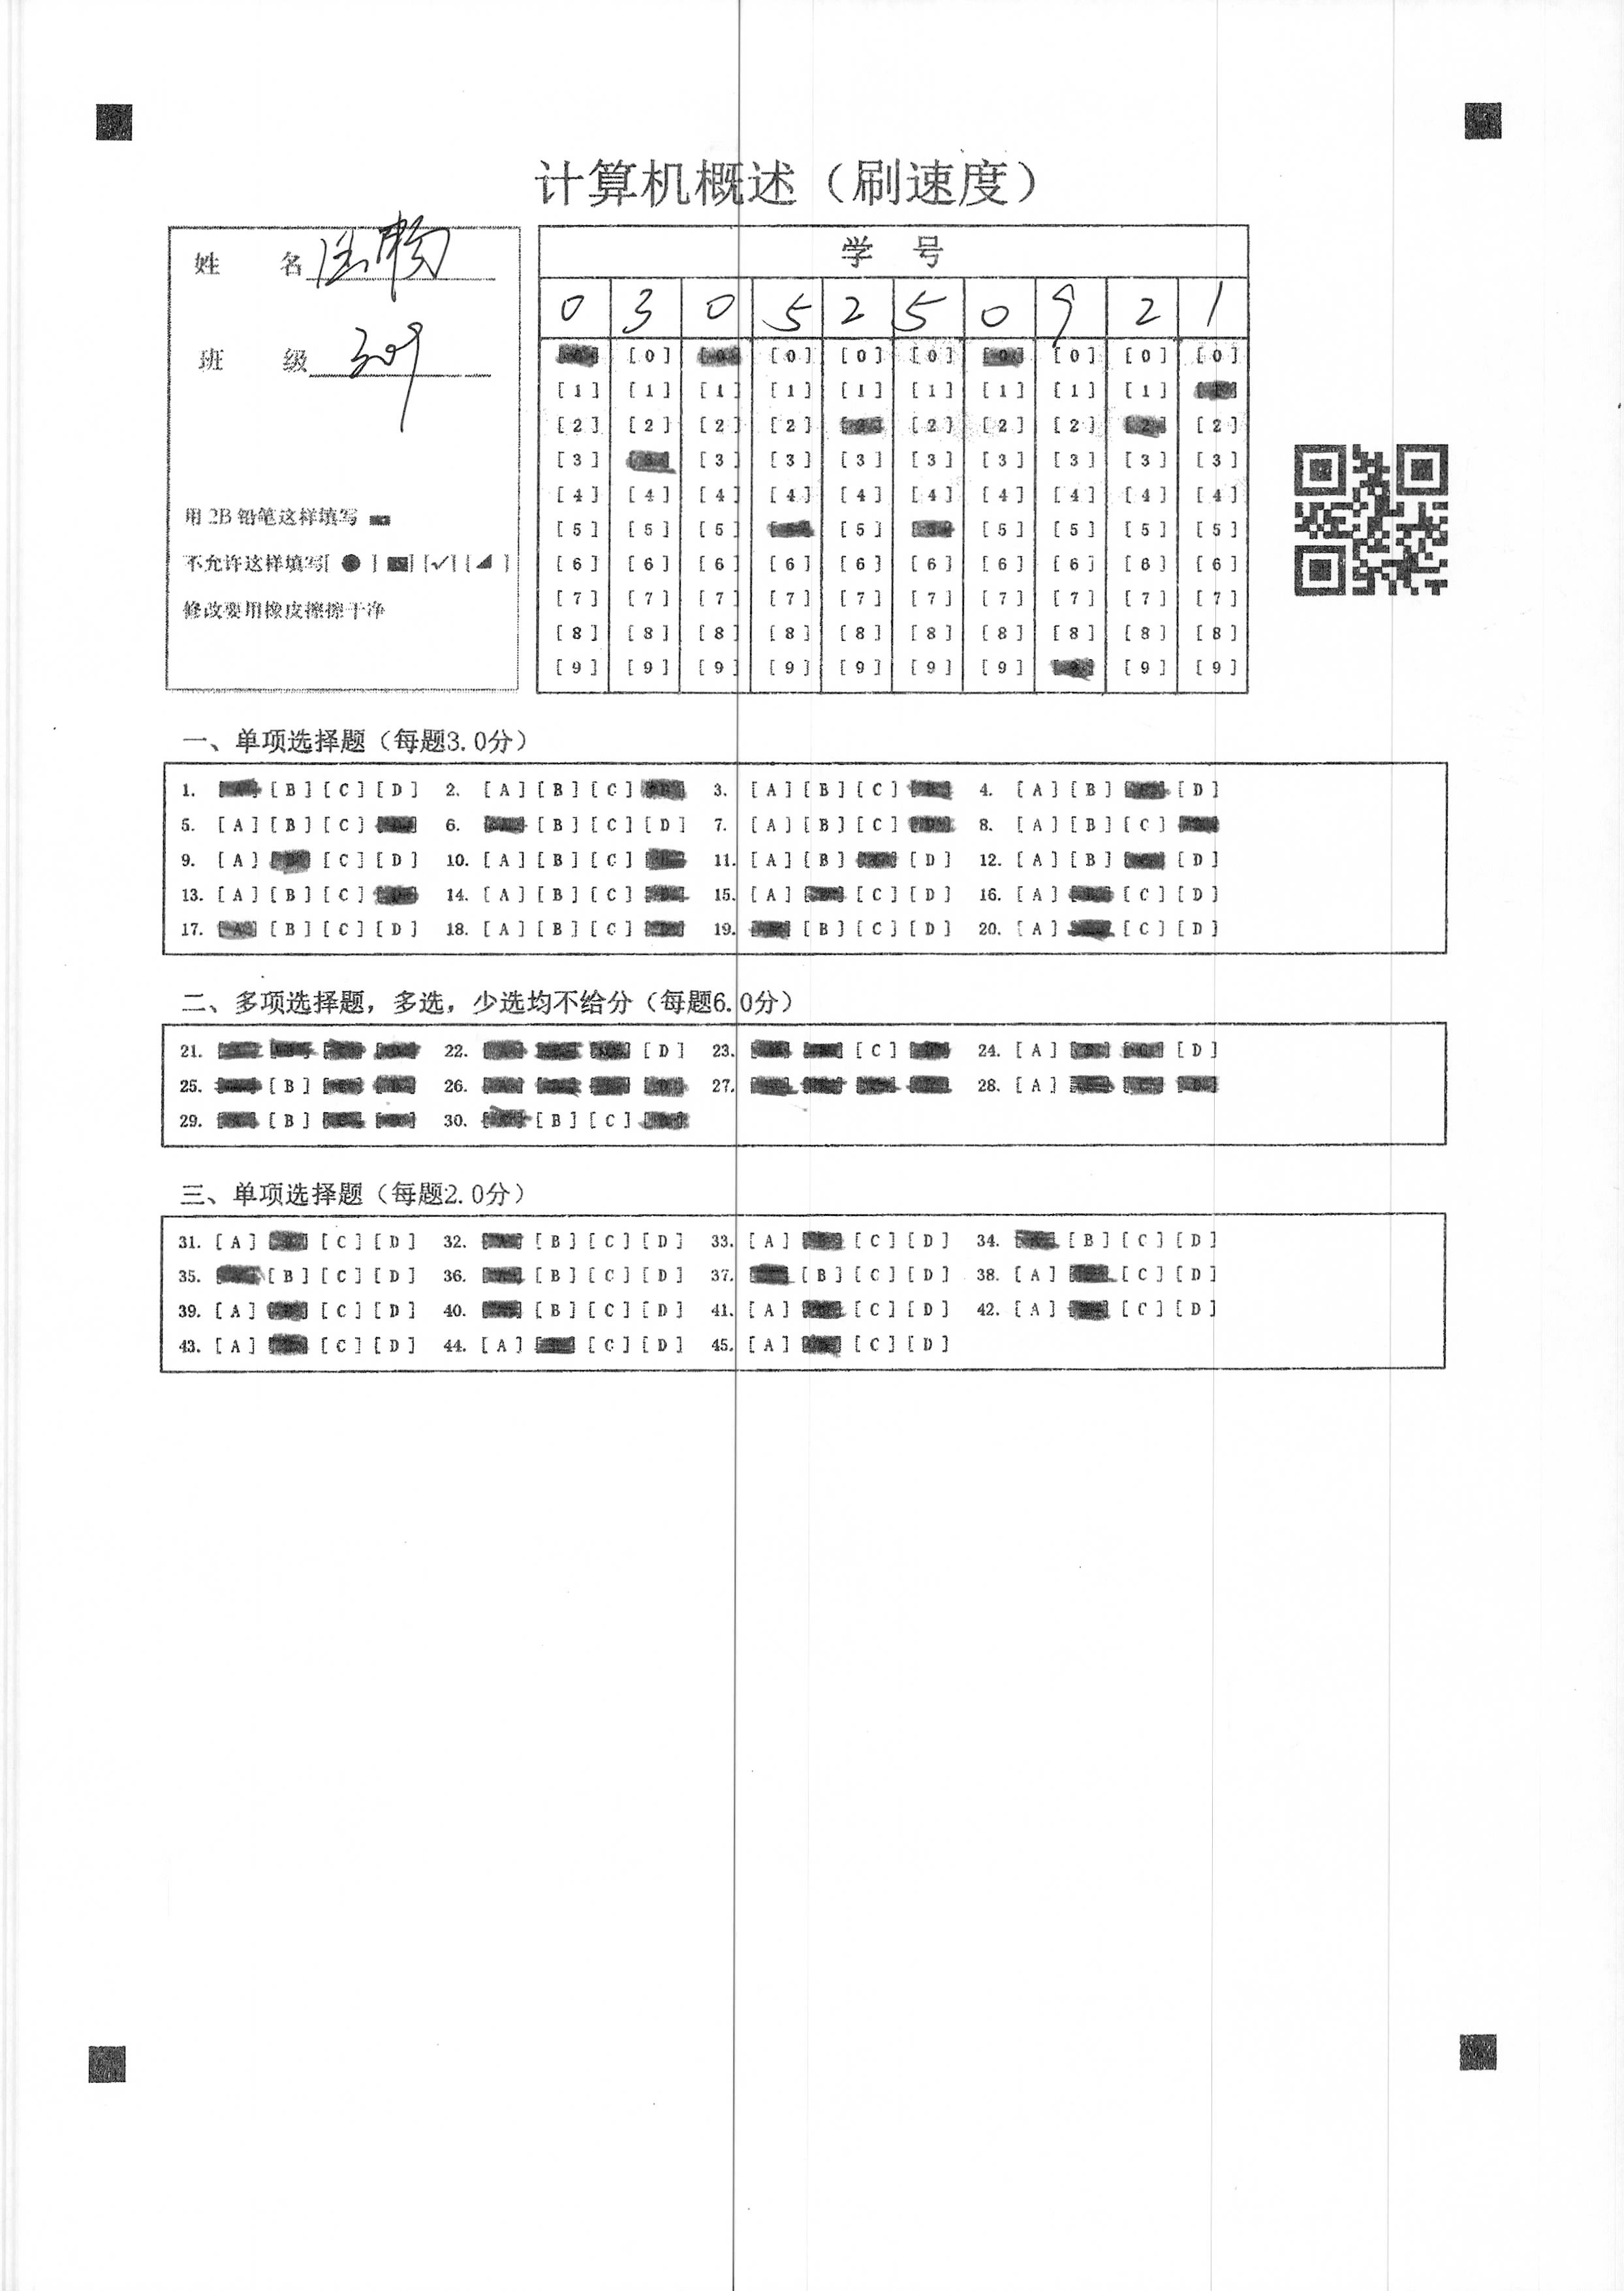 计算机概述（刷速度）
姓 名
班 级 309
用 2B 铅笔这样填写
不允许这样填写[ ● ] [ ] [✓] [ ]
修改要用橡皮擦擦干净
学 号
0 3 0 5 2 5 0 9 2 1
[0] [0] [0] [0] [0] [0] [0]
[1] [1] [1] [1] [1] [1] [1] [1] [1]
[2] [2] [2] [2] [2] [2] [2] [2]
[3] [3] [3] [3] [3] [3] [3] [3] [3]
[4] [4] [4] [4] [4] [4] [4] [4] [4] [4]
[5] [5] [5] [5] [5] [5] [5] [5]
[6] [6] [6] [6] [6] [6] [6] [6] [6] [6]
[7] [7] [7] [7] [7] [7] [7] [7] [7] [7]
[8] [8] [8] [8] [8] [8] [8] [8] [8] [8]
[9] [9] [9] [9] [9] [9] [9] [9] [9]
一、单项选择题（每题3.0分）
1. [B] [C] [D] 2. [A] [B] [C] 3. [A] [B] [C] 4. [A] [B] [D]
5. [A] [B] [C] 6. [B] [C] [D] 7. [A] [B] [C] 8. [A] [B] [C]
9. [A] [C] [D] 10. [A] [B] [C] 11. [A] [B] [D] 12. [A] [B] [D]
13. [A] [B] [C] 14. [A] [B] [C] 15. [A] [C] [D] 16. [A] [C] [D]
17. [A] [B] [C] [D] 18. [A] [B] [C] 19. [B] [C] [D] 20. [A] [C] [D]
二、多项选择题，多选，少选均不给分（每题6.0分）
21. 22. [D] 23. [C] 24. [A] [D]
25. [B] 26. 27. 28. [A]
29. [B] 30. [B] [C]
三、单项选择题（每题2.0分）
31. [A] [C] [D] 32. [B] [C] [D] 33. [A] [C] [D] 34. [B] [C] [D]
35. [B] [C] [D] 36. [B] [C] [D] 37. [B] [C] [D] 38. [A] [C] [D]
39. [A] [C] [D] 40. [B] [C] [D] 41. [A] [C] [D] 42. [A] [C] [D]
43. [A] [C] [D] 44. [A] [C] [D] 45. [A] [C] [D]